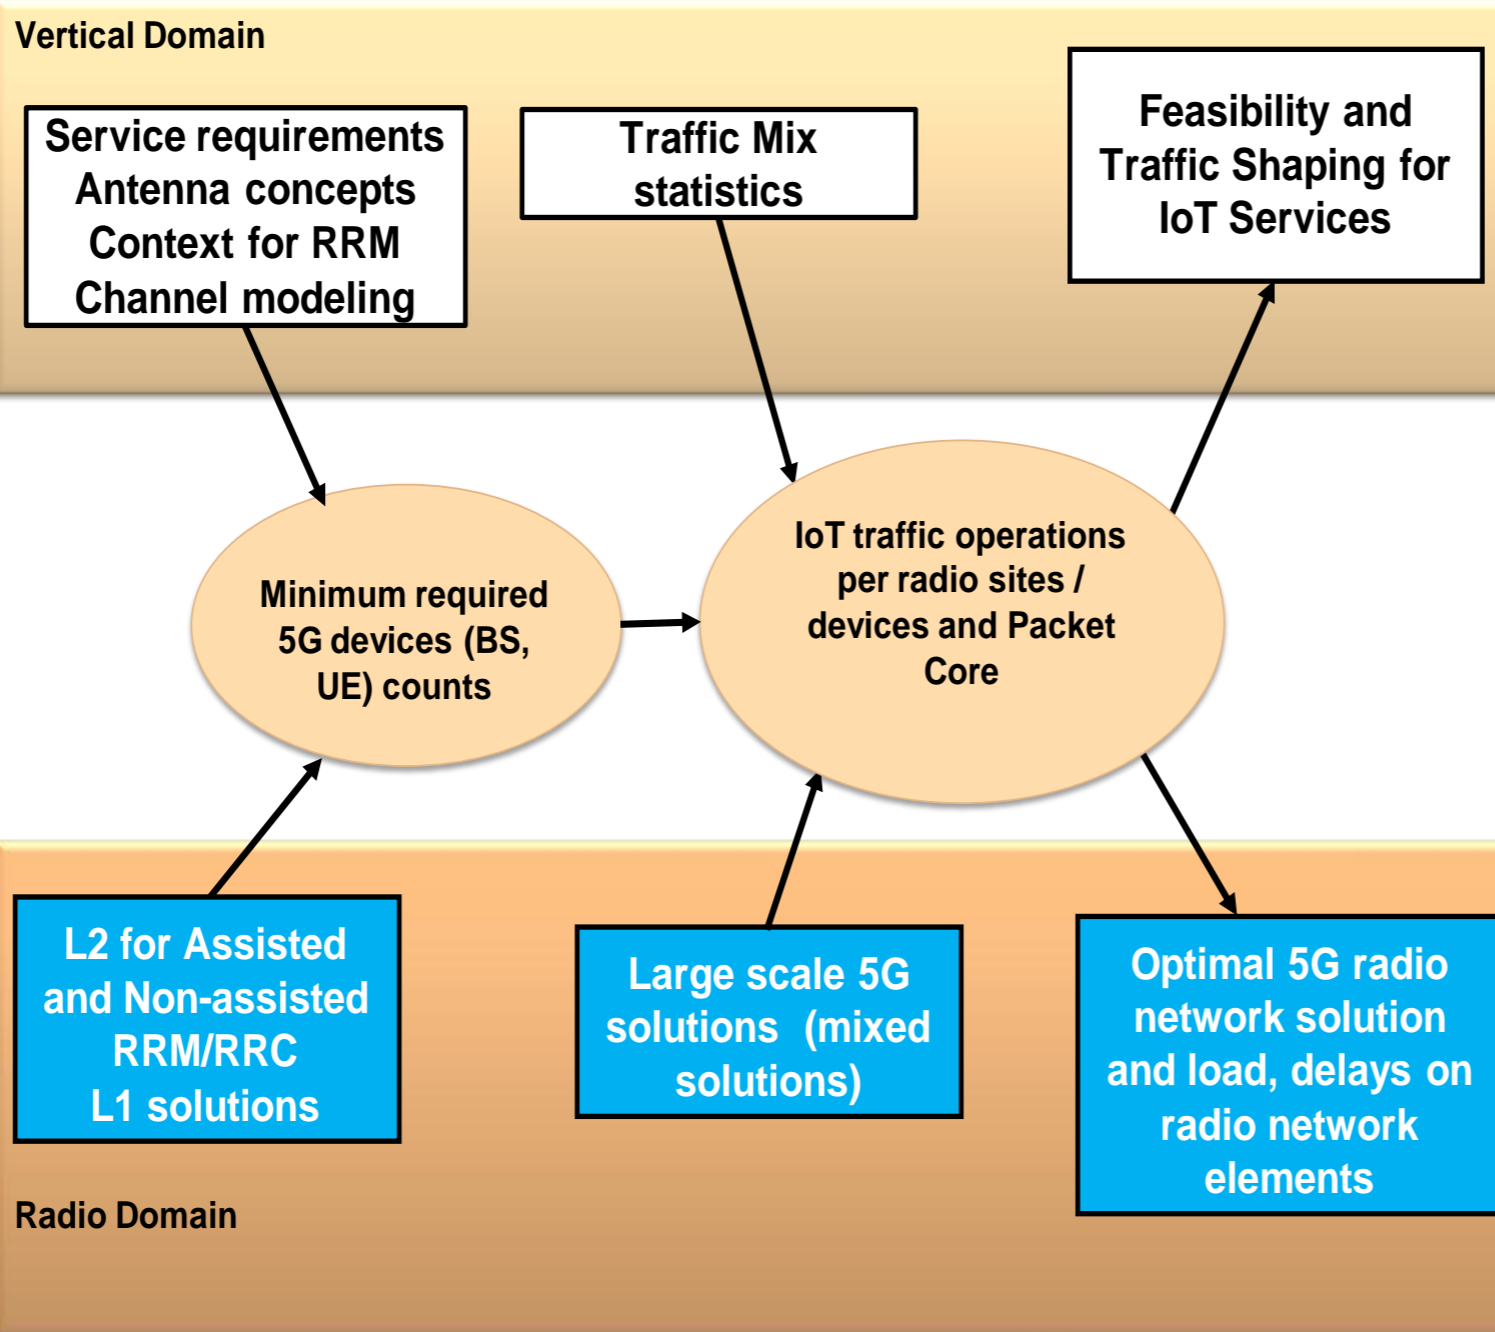 Vertical Domain
Service requirements
Antenna concepts
Context for RRM
Channel modeling
Traffic Mix
statistics
Feasibility and
Traffic Shaping for
IoT Services
Minimum required
5G devices (BS,
UE) counts
IoT traffic operations
per radio sites /
devices and Packet
Core
L2 for Assisted
and Non-assisted
RRM/RRC
L1 solutions
Large scale 5G
solutions (mixed
solutions)
Optimal 5G radio
network solution
and load, delays on
radio network
elements
Radio Domain